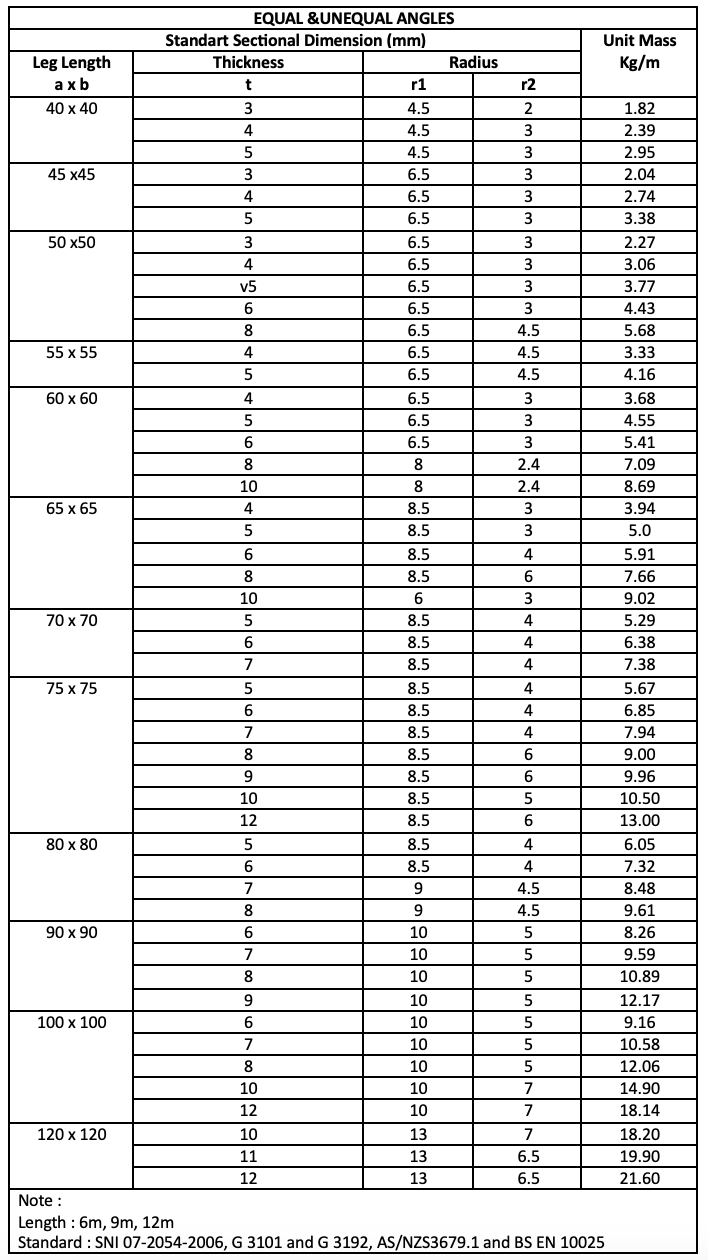 EQUAL &UNEQUAL ANGLES
Standart Sectional Dimension (mm) Unit Mass
Leg Length Thickness Radius Kg/m
a x b t r1 r2
40 x 40 3 4.5 2 1.82
4 4.5 3 2.39
5 4.5 3 2.95
45 x45 3 6.5 3 2.04
4 6.5 3 2.74
5 6.5 3 3.38
50 x50 3 6.5 3 2.27
4 6.5 3 3.06
v5 6.5 3 3.77
6 6.5 3 4.43
8 6.5 4.5 5.68
55 x 55 4 6.5 4.5 3.33
5 6.5 4.5 4.16
60 x 60 4 6.5 3 3.68
5 6.5 3 4.55
6 6.5 3 5.41
8 8 2.4 7.09
10 8 2.4 8.69
65 x 65 4 8.5 3 3.94
5 8.5 3 5.0
6 8.5 4 5.91
8 8.5 6 7.66
10 6 3 9.02
70 x 70 5 8.5 4 5.29
6 8.5 4 6.38
7 8.5 4 7.38
75 x 75 5 8.5 4 5.67
6 8.5 4 6.85
7 8.5 4 7.94
8 8.5 6 9.00
9 8.5 6 9.96
10 8.5 5 10.50
12 8.5 6 13.00
80 x 80 5 8.5 4 6.05
6 8.5 4 7.32
7 9 4.5 8.48
8 9 4.5 9.61
90 x 90 6 10 5 8.26
7 10 5 9.59
8 10 5 10.89
9 10 5 12.17
100 x 100 6 10 5 9.16
7 10 5 10.58
8 10 5 12.06
10 10 7 14.90
12 10 7 18.14
120 x 120 10 13 7 18.20
11 13 6.5 19.90
12 13 6.5 21.60
Note :
Length : 6m, 9m, 12m
Standard : SNI 07-2054-2006, G 3101 and G 3192, AS/NZS3679.1 and BS EN 10025